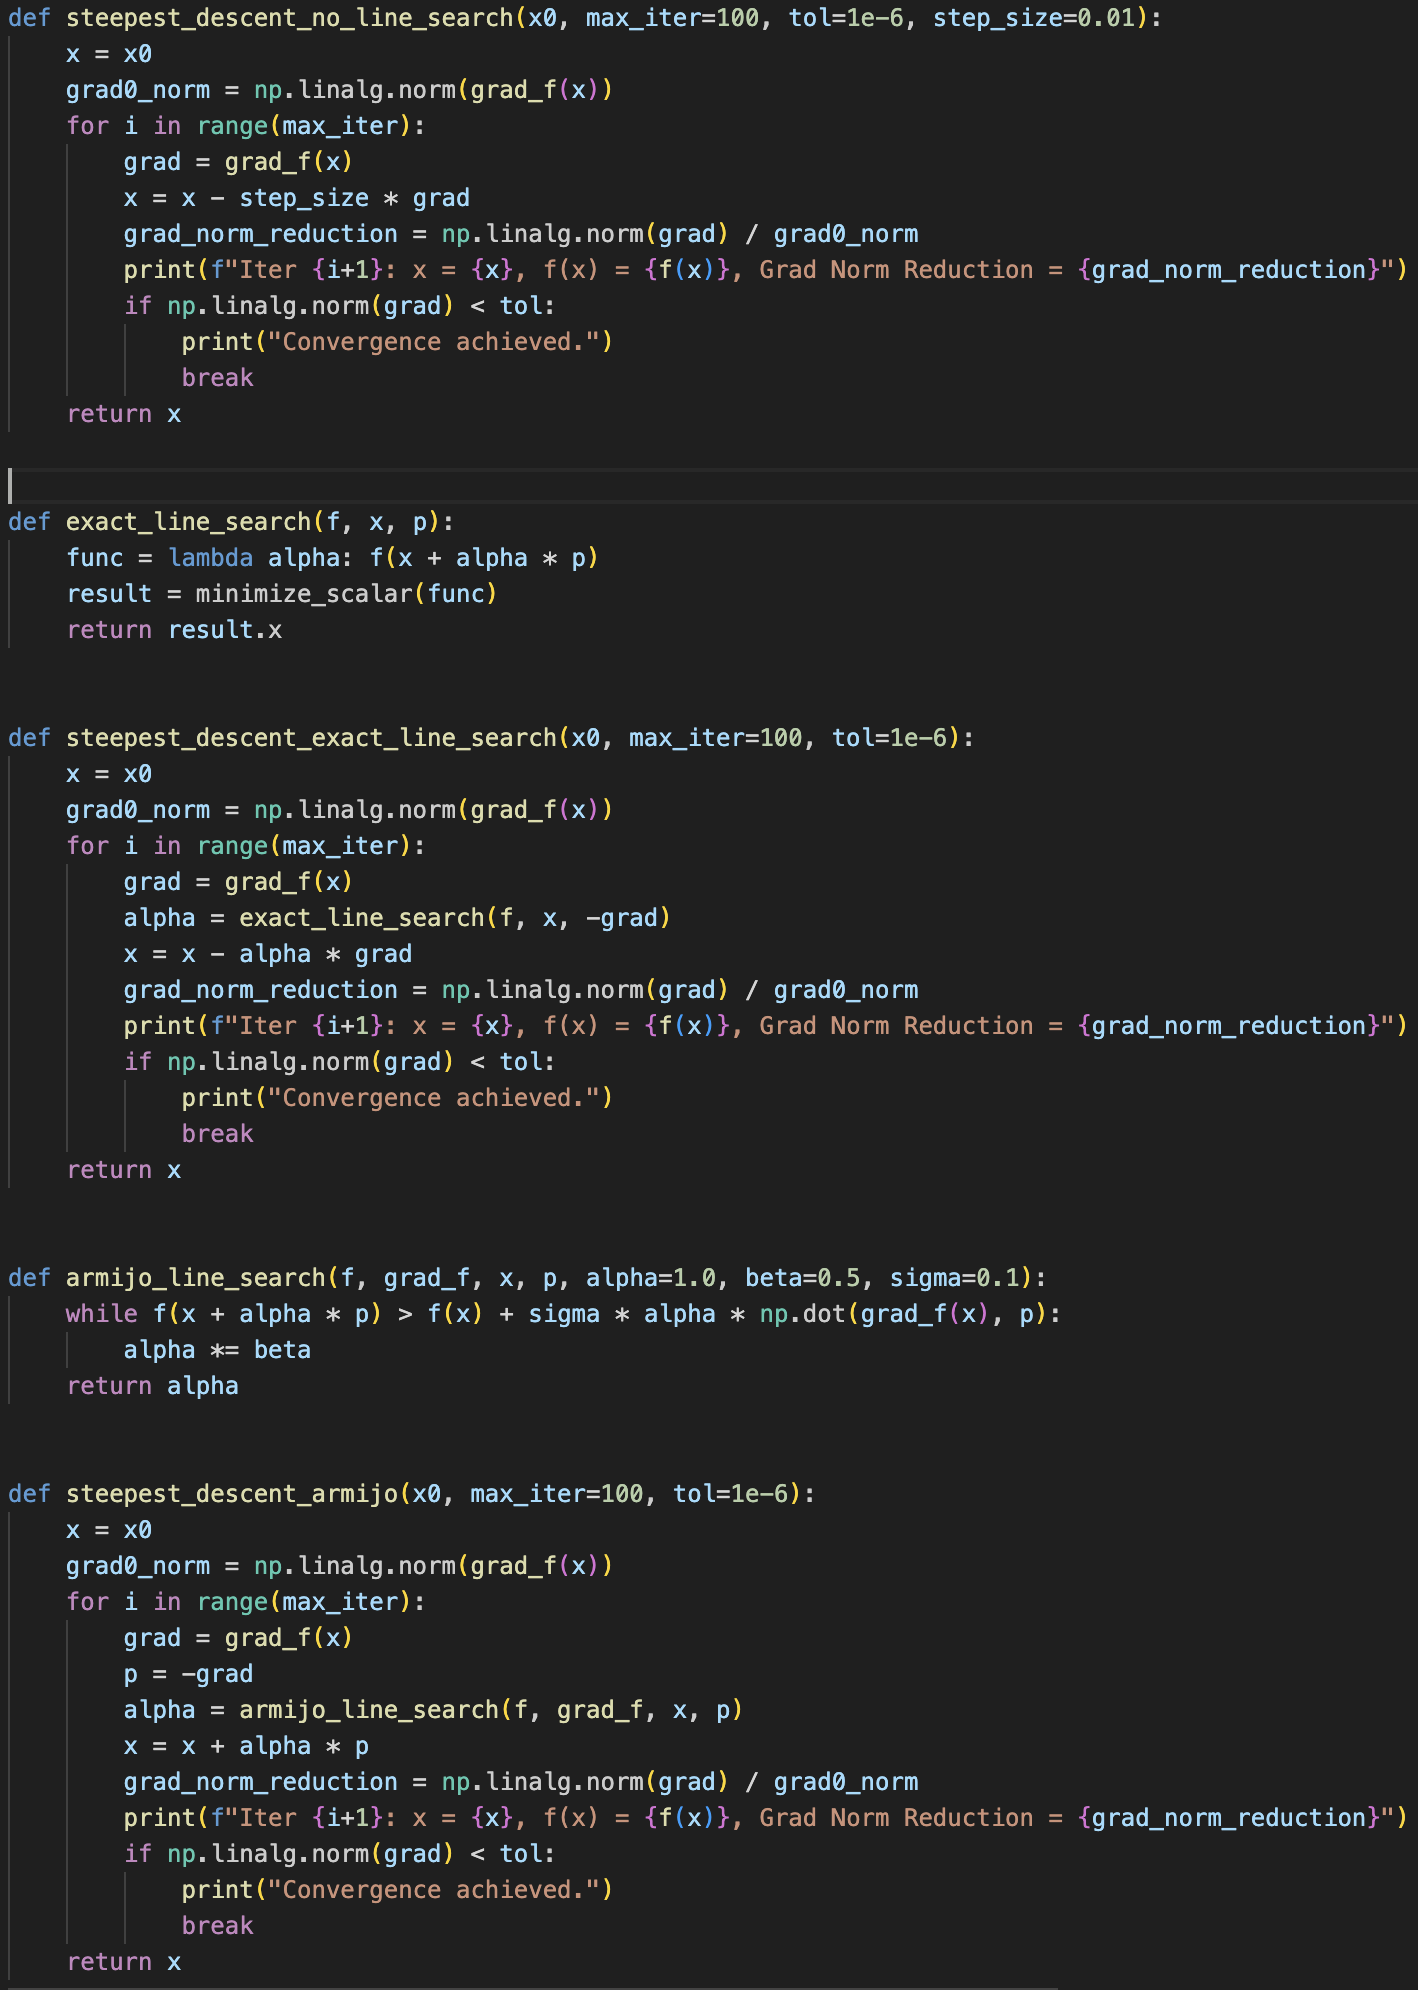 def steepest_descent_no_line_search(x0, max_iter=100, tol=1e-6, step_size=0.01):
    x = x0
    grad0_norm = np.linalg.norm(grad_f(x))
    for i in range(max_iter):
        grad = grad_f(x)
        x = x - step_size * grad
        grad_norm_reduction = np.linalg.norm(grad) / grad0_norm
        print(f"Iter {i+1}: x = {x}, f(x) = {f(x)}, Grad Norm Reduction = {grad_norm_reduction}")
        if np.linalg.norm(grad) < tol:
            print("Convergence achieved.")
            break
    return x

def exact_line_search(f, x, p):
    func = lambda alpha: f(x + alpha * p)
    result = minimize_scalar(func)
    return result.x

def steepest_descent_exact_line_search(x0, max_iter=100, tol=1e-6):
    x = x0
    grad0_norm = np.linalg.norm(grad_f(x))
    for i in range(max_iter):
        grad = grad_f(x)
        alpha = exact_line_search(f, x, -grad)
        x = x - alpha * grad
        grad_norm_reduction = np.linalg.norm(grad) / grad0_norm
        print(f"Iter {i+1}: x = {x}, f(x) = {f(x)}, Grad Norm Reduction = {grad_norm_reduction}")
        if np.linalg.norm(grad) < tol:
            print("Convergence achieved.")
            break
    return x

def armijo_line_search(f, grad_f, x, p, alpha=1.0, beta=0.5, sigma=0.1):
    while f(x + alpha * p) > f(x) + sigma * alpha * np.dot(grad_f(x), p):
        alpha *= beta
    return alpha

def steepest_descent_armijo(x0, max_iter=100, tol=1e-6):
    x = x0
    grad0_norm = np.linalg.norm(grad_f(x))
    for i in range(max_iter):
        grad = grad_f(x)
        p = -grad
        alpha = armijo_line_search(f, grad_f, x, p)
        x = x + alpha * p
        grad_norm_reduction = np.linalg.norm(grad) / grad0_norm
        print(f"Iter {i+1}: x = {x}, f(x) = {f(x)}, Grad Norm Reduction = {grad_norm_reduction}")
        if np.linalg.norm(grad) < tol:
            print("Convergence achieved.")
            break
    return x